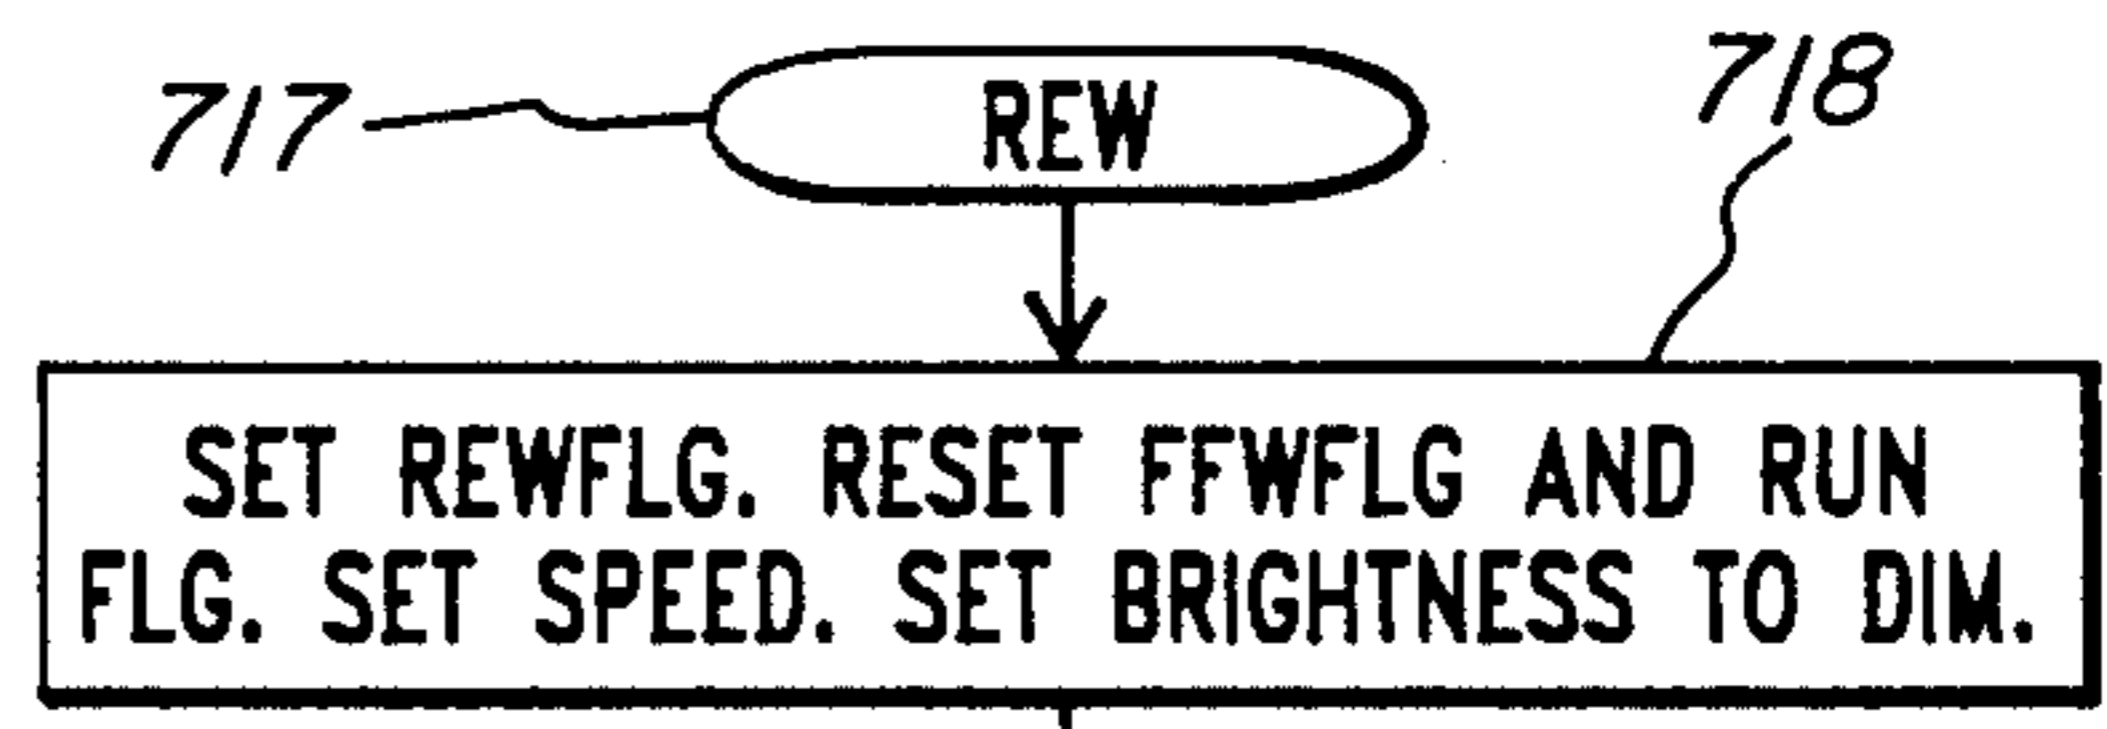 717
REW
718
SET REWFLG. RESET FFWFLG AND RUN
FLG. SET SPEED. SET BRIGHTNESS TO DIM.